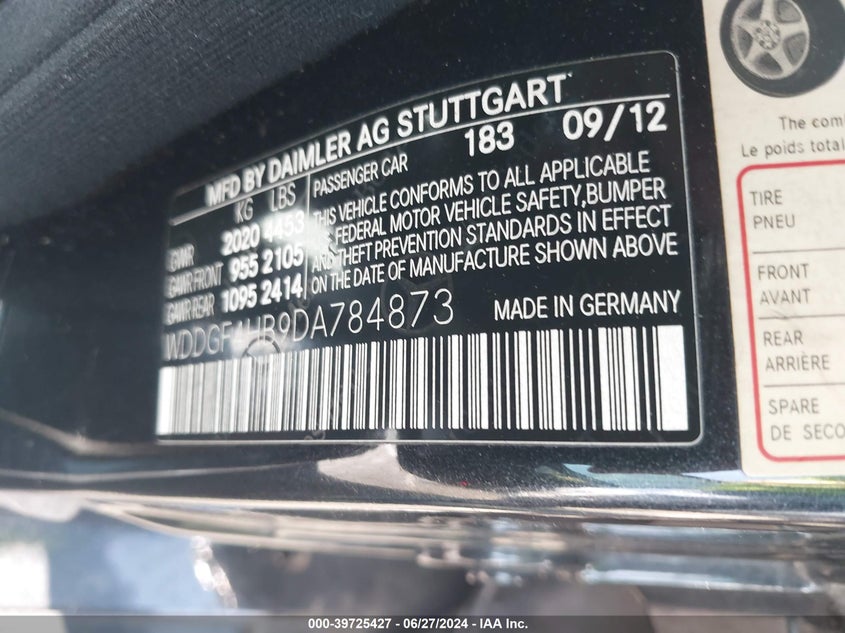 MFD BY DAIMLER AG STUTTGART
183 09/12
KG LBS
GVWR 2020 4453
GAWR FRONT 955 2105
GAWR REAR 1095 2414
PASSENGER CAR
THIS VEHICLE CONFORMS TO ALL APPLICABLE
U.S. FEDERAL MOTOR VEHICLE SAFETY,BUMPER
AND THEFT PREVENTION STANDARDS IN EFFECT
ON THE DATE OF MANUFACTURE SHOWN ABOVE
WDDGF4HB9DA784873 MADE IN GERMANY
The com
Le poids total
TIRE
PNEU
FRONT
AVANT
REAR
ARRIÈRE
SPARE
DE SECO
000-39725427 - 06/27/2024 - IAA Inc.